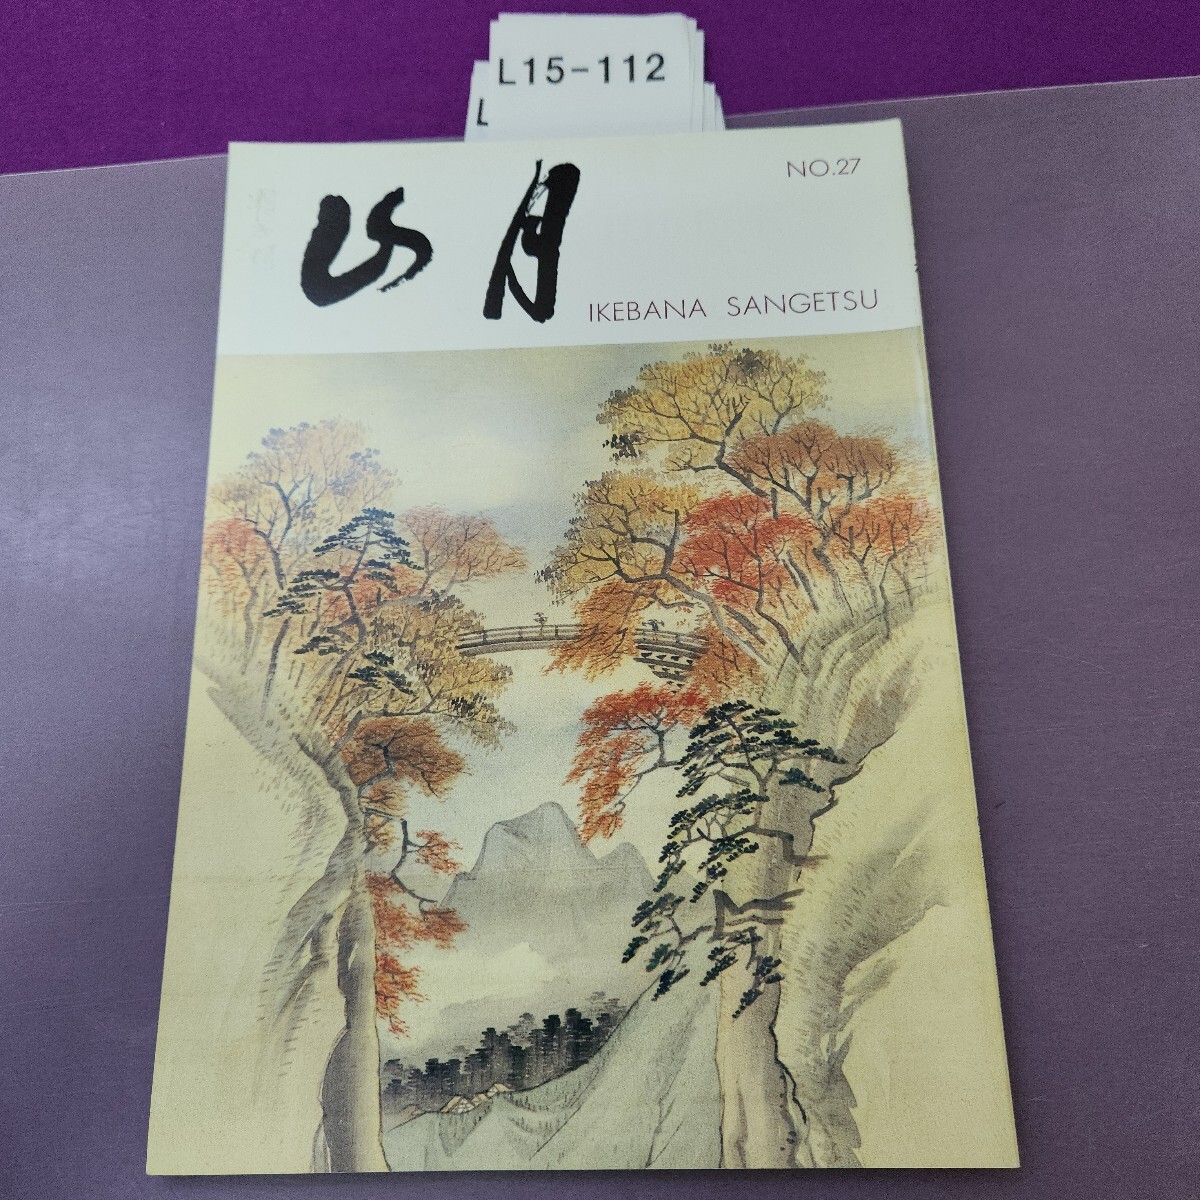 L15-112
L
NO.27
山月
IKEBANA SANGETSU